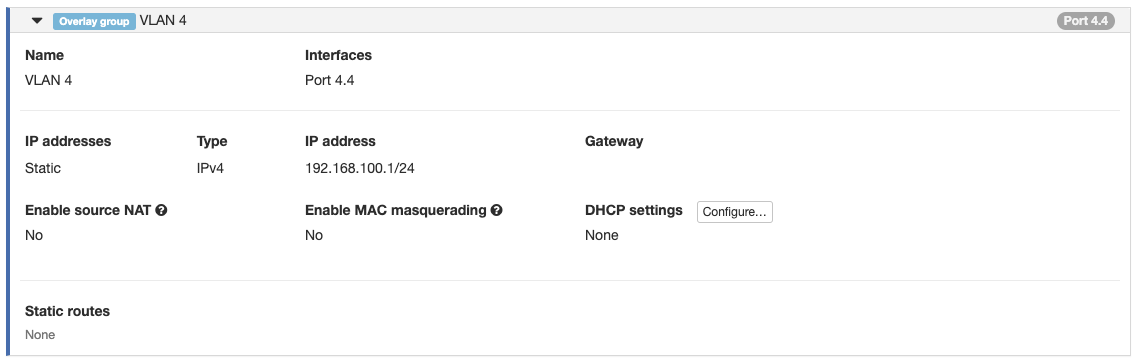 Overlay group VLAN 4 Port 4.4
Name Interfaces
VLAN 4 Port 4.4
IP addresses Type IP address Gateway
Static IPv4 192.168.100.1/24
Enable source NAT Enable MAC masquerading DHCP settings Configure...
No No None
Static routes
None